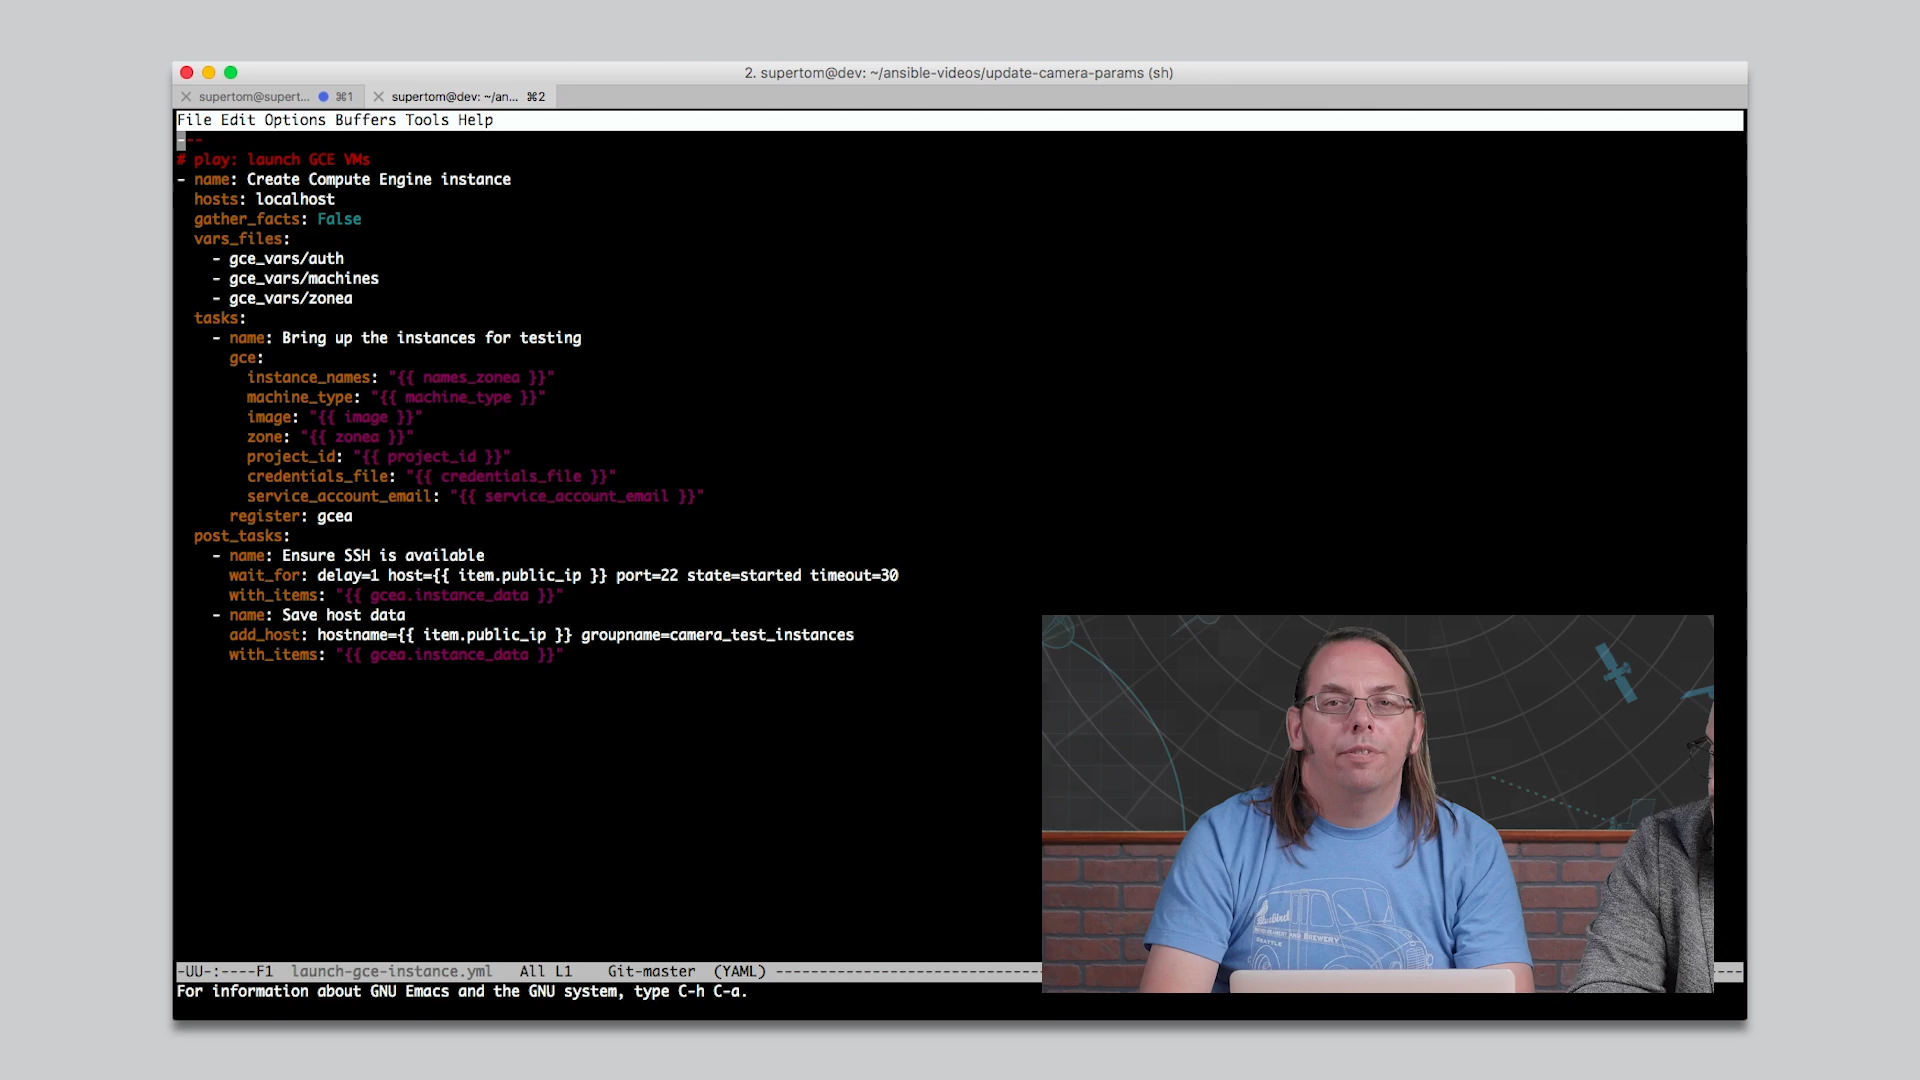 2. supertom@dev: ~/ansible-videos/update-camera-params (sh)
supertom@supert... ⌘1 supertom@dev: ~/an... ⌘2
File Edit Options Buffers Tools Help
---
# play: launch GCE VMs
- name: Create Compute Engine instance
  hosts: localhost
  gather_facts: False
  vars_files:
    - gce_vars/auth
    - gce_vars/machines
    - gce_vars/zonea
  tasks:
    - name: Bring up the instances for testing
      gce:
        instance_names: "{{ names_zonea }}"
        machine_type: "{{ machine_type }}"
        image: "{{ image }}"
        zone: "{{ zonea }}"
        project_id: "{{ project_id }}"
        credentials_file: "{{ credentials_file }}"
        service_account_email: "{{ service_account_email }}"
      register: gcea
  post_tasks:
    - name: Ensure SSH is available
      wait_for: delay=1 host={{ item.public_ip }} port=22 state=started timeout=30
      with_items: "{{ gcea.instance_data }}"
    - name: Save host data
      add_host: hostname={{ item.public_ip }} groupname=camera_test_instances
      with_items: "{{ gcea.instance_data }}"
AND BREWERY
SEATTLE
-UU-:----F1  launch-gce-instance.yml   All L1    Git-master  (YAML) ------------------------------
For information about GNU Emacs and the GNU system, type C-h C-a.